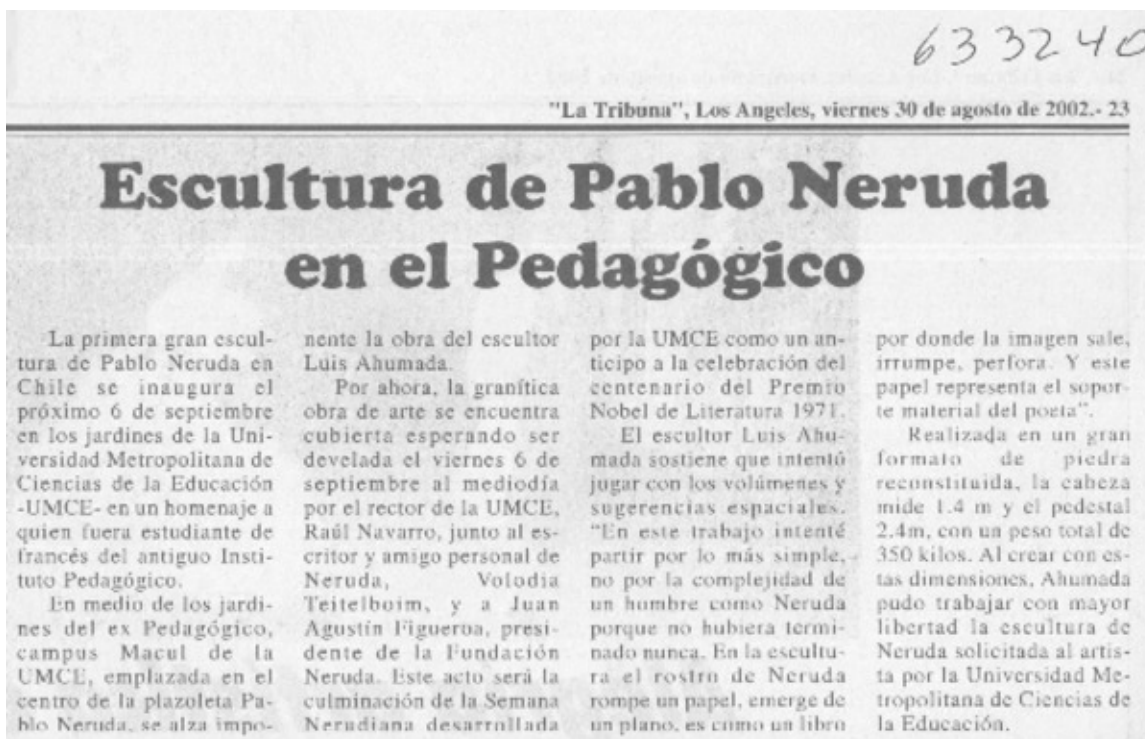 633240
"La Tribuna", Los Angeles, viernes 30 de agosto de 2002.- 23
Escultura de Pablo Neruda
en el Pedagógico
La primera gran escul-
tura de Pablo Neruda en
Chile se inaugura el
próximo 6 de septiembre
en los jardines de la Uni-
versidad Metropolitana de
Ciencias de la Educación
-UMCE- en un homenaje a
quien fuera estudiante de
francés del antiguo Insti-
tuto Pedagógico.
En medio de los jardi-
nes del ex Pedagógico,
campus Macul de la
UMCE, emplazada en el
centro de la plazoleta Pa-
blo Neruda, se alza impo-
nente la obra del escultor
Luis Ahumada.
Por ahora, la granítica
obra de arte se encuentra
cubierta esperando ser
develada el viernes 6 de
septiembre al mediodía
por el rector de la UMCE,
Raúl Navarro, junto al es-
critor y amigo personal de
Neruda, Volodia
Teitelboim, y a Juan
Agustín Figueroa, presi-
dente de la Fundación
Neruda. Este acto será la
culminación de la Semana
Nerudiana desarrollada
por la UMCE como un an-
ticipo a la celebración del
centenario del Premio
Nobel de Literatura 1971.
El escultor Luis Ahu-
mada sostiene que intentó
jugar con los volúmenes y
sugerencias espaciales.
"En este trabajo intenté
partir por lo más simple,
no por la complejidad de
un hombre como Neruda
porque no hubiera termi-
nado nunca. En la escultu-
ra el rostro de Neruda
rompe un papel, emerge de
un plano, es como un libro
por donde la imagen sale,
irrumpe, perfora. Y este
papel representa el sopor-
te material del poeta".
Realizada en un gran
formato de piedra
reconstituida, la cabeza
mide 1.4 m y el pedestal
2.4m, con un peso total de
350 kilos. Al crear con es-
tas dimensiones, Ahumada
pudo trabajar con mayor
libertad la escultura de
Neruda solicitada al artis-
ta por la Universidad Me-
tropolitana de Ciencias de
la Educación.